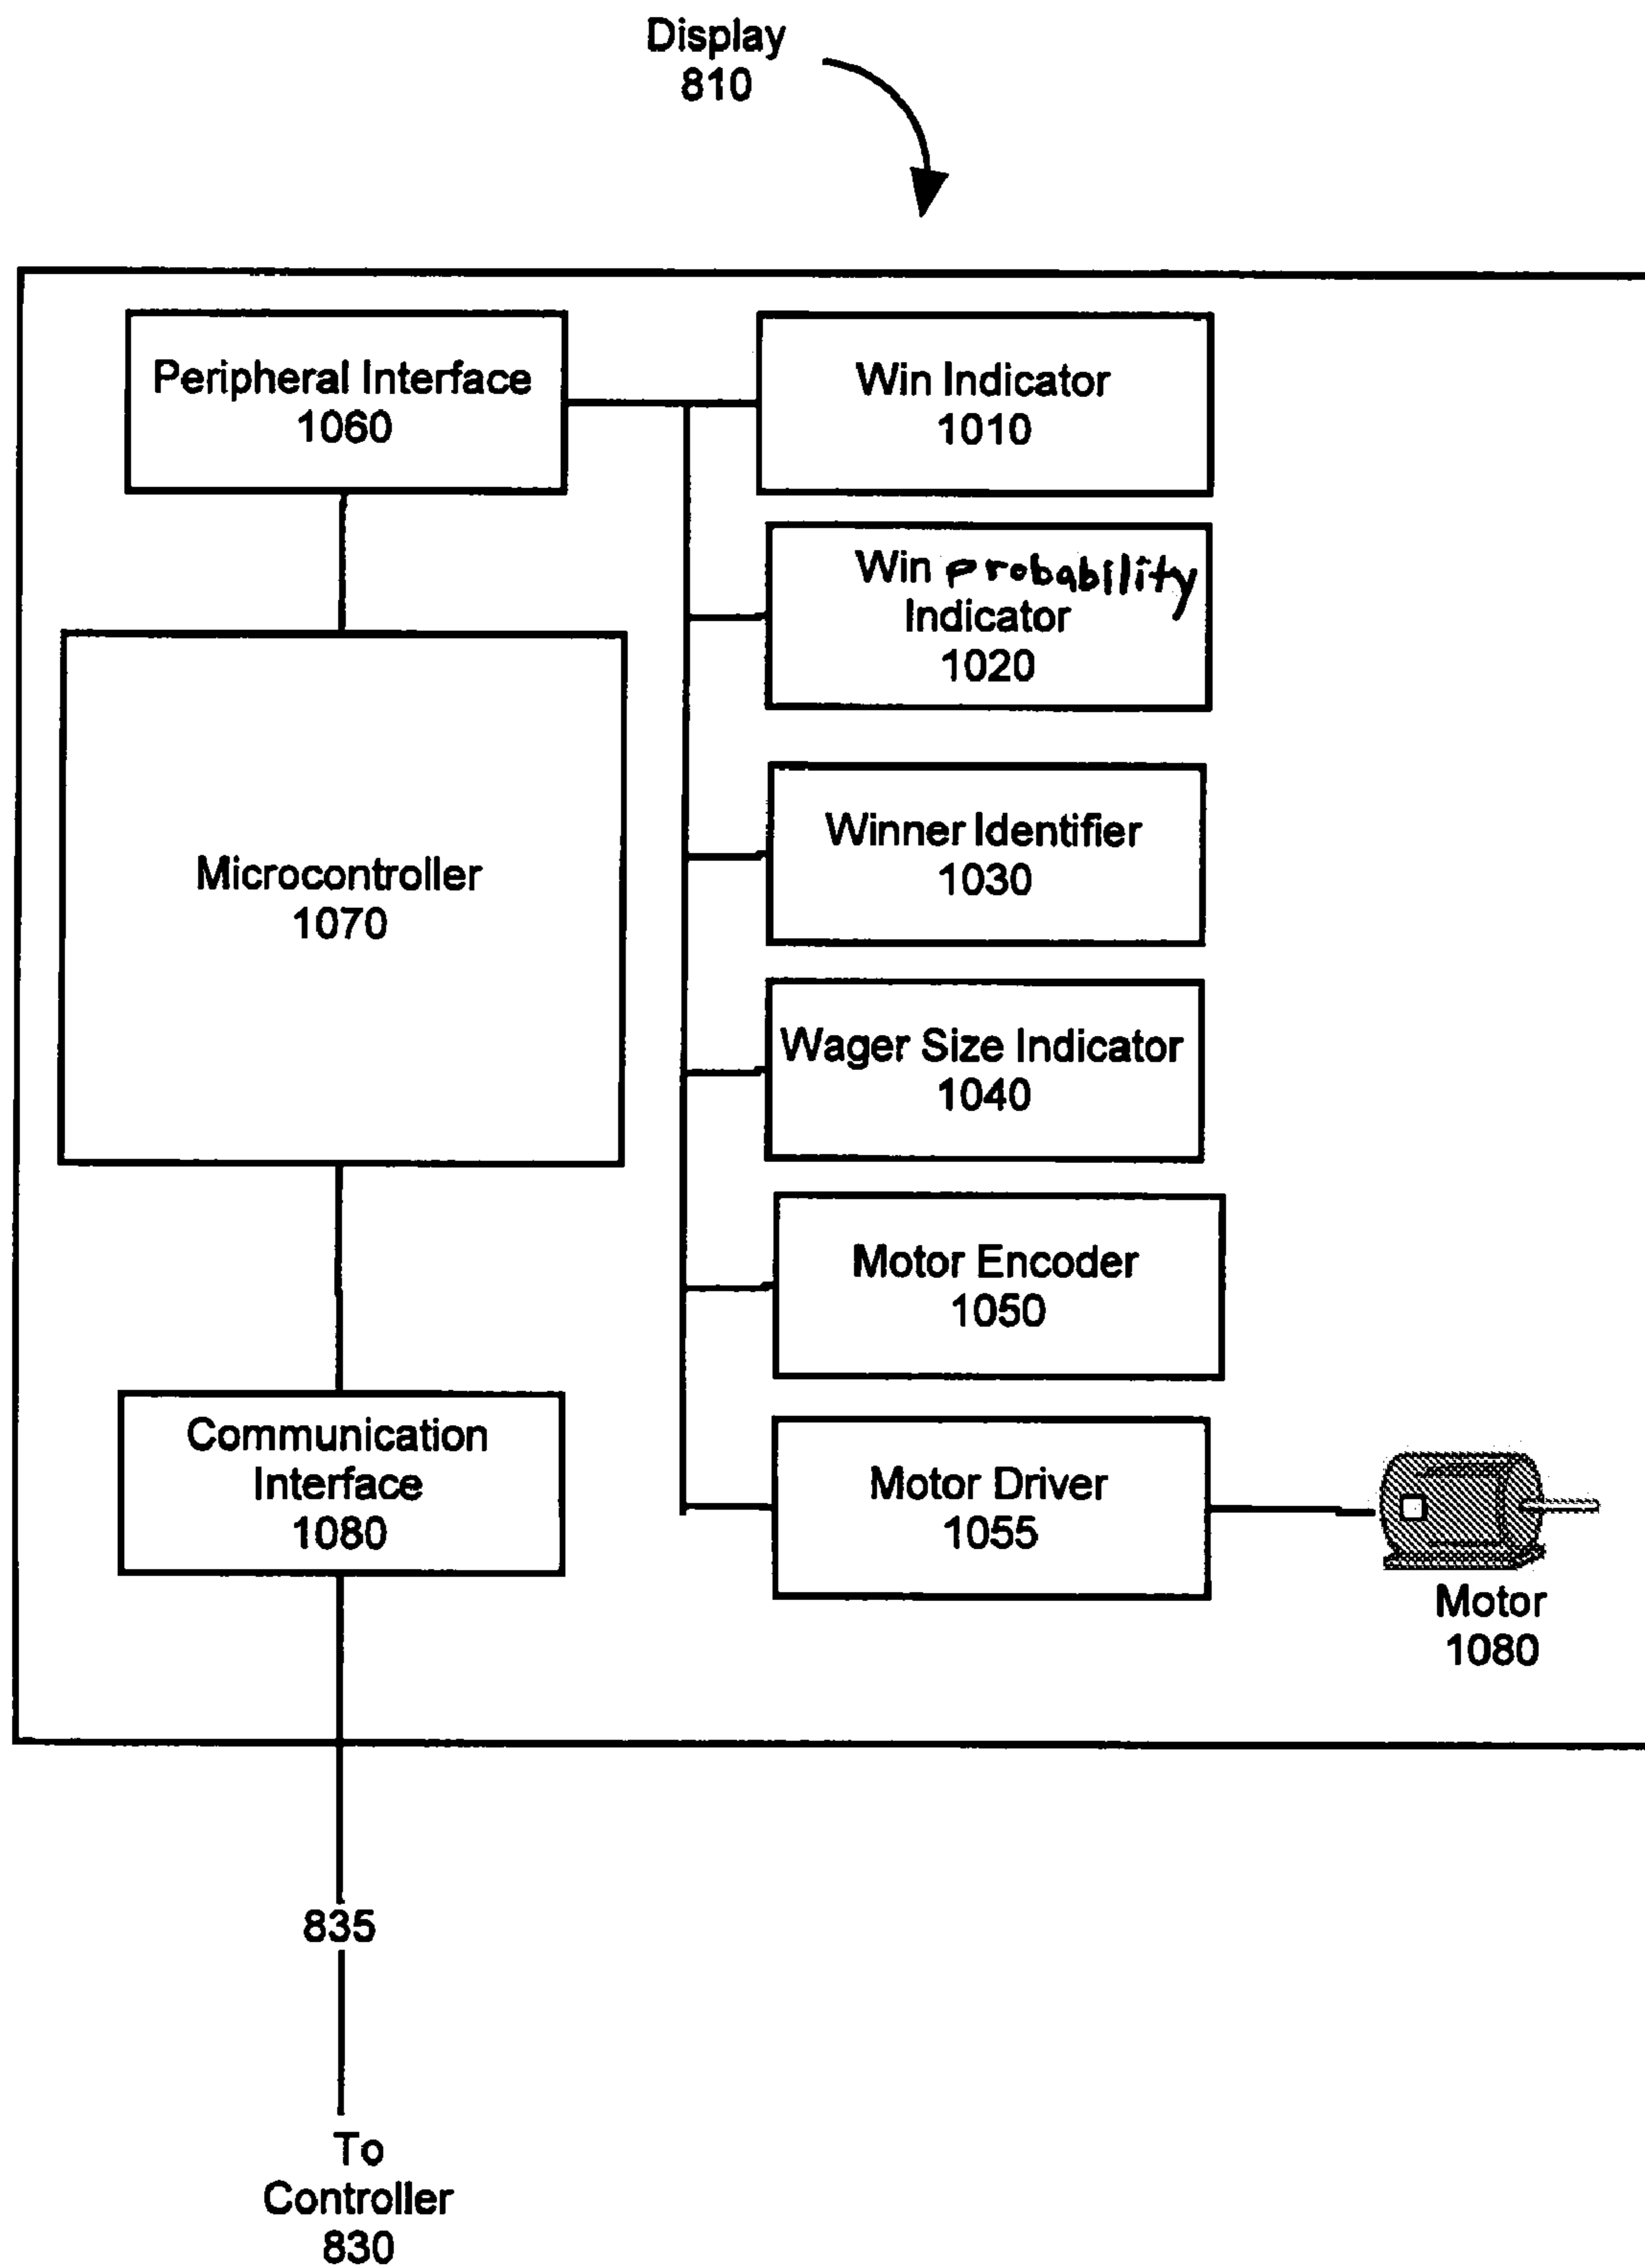 Display
810
Peripheral Interface
1060
Win Indicator
1010
Win probability
Indicator
1020
Microcontroller
1070
Winner Identifier
1030
Wager Size Indicator
1040
Motor Encoder
1050
Communication
Interface
1080
Motor Driver
1055
Motor
1080
835
To
Controller
830